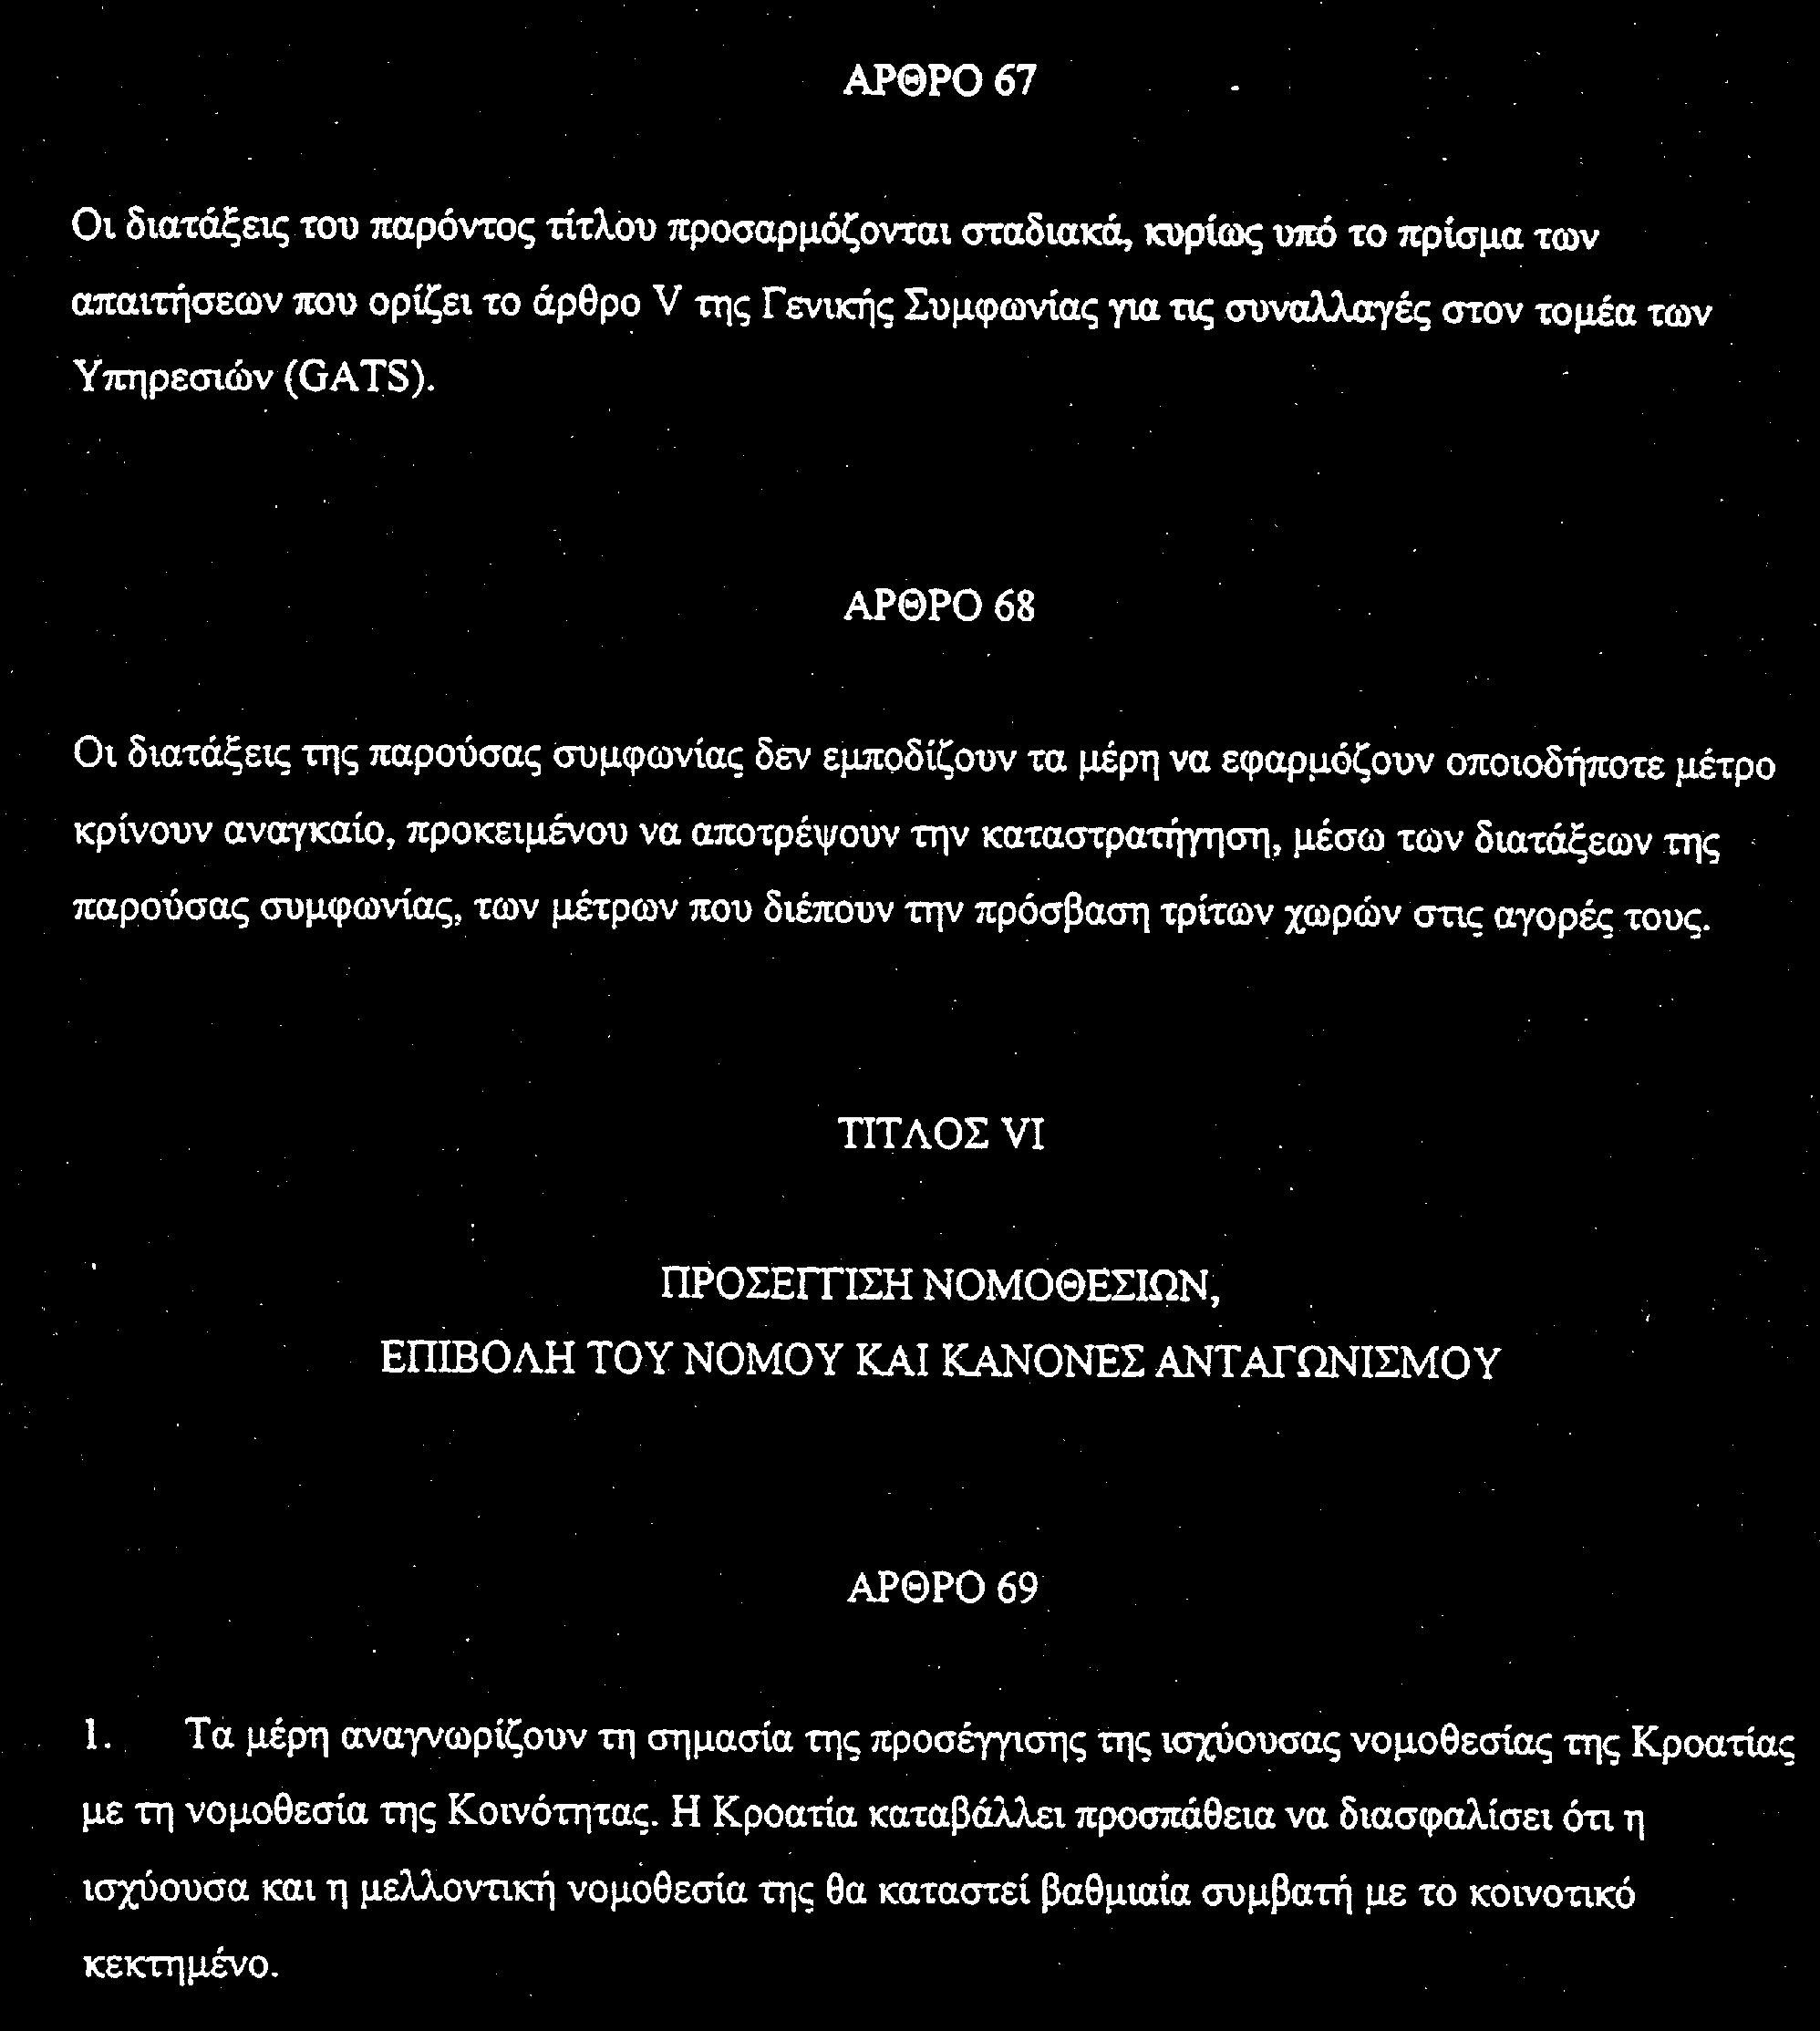 ΑΡΘΡΟ 67
Οι διατάξεις του παρόντος τίτλου προσαρμόζονται σταδιακά, κυρίως υπό το πρίσμα των
απαιτήσεων που ορίζει το άρθρο V της Γενικής Συμφωνίας για τις συναλλαγές στον τομέα των
Υπηρεσιών (GATS).
ΑΡΘΡΟ 68
Οι διατάξεις της παρούσας συμφωνίας δεν εμποδίζουν τα μέρη να εφαρμόζουν οποιοδήποτε μέτρο
κρίνουν αναγκαίο, προκειμένου να αποτρέψουν την καταστρατήγηση, μέσω των διατάξεων της
παρούσας συμφωνίας, των μέτρων που διέπουν την πρόσβαση τρίτων χωρών στις αγορές τους.
ΤΙΤΛΟΣ VI
ΠΡΟΣΕΓΓΙΣΗ ΝΟΜΟΘΕΣΙΩΝ,
ΕΠΙΒΟΛΗ ΤΟΥ ΝΟΜΟΥ ΚΑΙ ΚΑΝΟΝΕΣ ΑΝΤΑΓΩΝΙΣΜΟΥ
ΑΡΘΡΟ 69
1. Τα μέρη αναγνωρίζουν τη σημασία της προσέγγισης της ισχύουσας νομοθεσίας της Κροατίας
με τη νομοθεσία της Κοινότητας. Η Κροατία καταβάλλει προσπάθεια να διασφαλίσει ότι η
ισχύουσα και η μελλοντική νομοθεσία της θα καταστεί βαθμιαία συμβατή με το κοινοτικό
κεκτημένο.